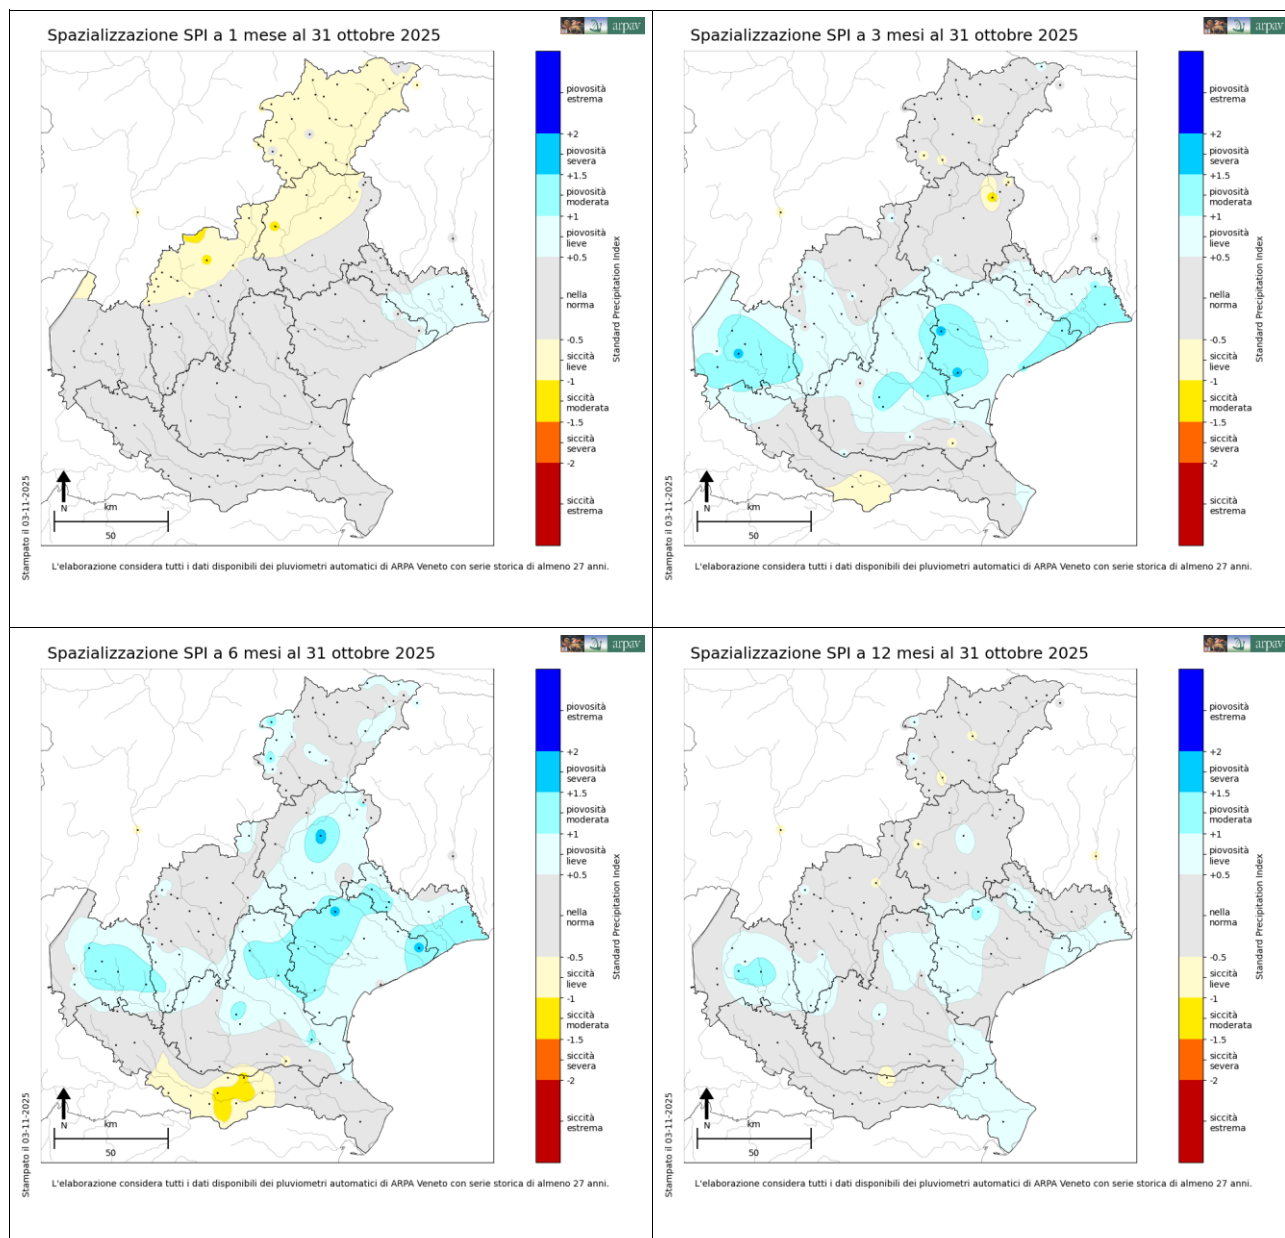 arpav
Spazializzazione SPI a 1 mese al 31 ottobre 2025
piovosità
estrema
+2
piovosità
severa
+1.5
piovosità
moderata
+1
piovosità
lieve
+0.5
nella
norma
-0.5
siccità
lieve
-1
siccità
moderata
-1.5
siccità
severa
-2
siccità
estrema
Standard Precipitation Index
N
km
50
Stampato il 03-11-2025
L'elaborazione considera tutti i dati disponibili dei pluviometri automatici di ARPA Veneto con serie storica di almeno 27 anni.
arpav
Spazializzazione SPI a 3 mesi al 31 ottobre 2025
piovosità
estrema
+2
piovosità
severa
+1.5
piovosità
moderata
+1
piovosità
lieve
+0.5
nella
norma
-0.5
siccità
lieve
-1
siccità
moderata
-1.5
siccità
severa
-2
siccità
estrema
Standard Precipitation Index
N
km
50
Stampato il 03-11-2025
L'elaborazione considera tutti i dati disponibili dei pluviometri automatici di ARPA Veneto con serie storica di almeno 27 anni.
arpav
Spazializzazione SPI a 6 mesi al 31 ottobre 2025
piovosità
estrema
+2
piovosità
severa
+1.5
piovosità
moderata
+1
piovosità
lieve
+0.5
nella
norma
-0.5
siccità
lieve
-1
siccità
moderata
-1.5
siccità
severa
-2
siccità
estrema
Standard Precipitation Index
N
km
50
Stampato il 03-11-2025
L'elaborazione considera tutti i dati disponibili dei pluviometri automatici di ARPA Veneto con serie storica di almeno 27 anni.
arpav
Spazializzazione SPI a 12 mesi al 31 ottobre 2025
piovosità
estrema
+2
piovosità
severa
+1.5
piovosità
moderata
+1
piovosità
lieve
+0.5
nella
norma
-0.5
siccità
lieve
-1
siccità
moderata
-1.5
siccità
severa
-2
siccità
estrema
Standard Precipitation Index
N
km
50
Stampato il 03-11-2025
L'elaborazione considera tutti i dati disponibili dei pluviometri automatici di ARPA Veneto con serie storica di almeno 27 anni.